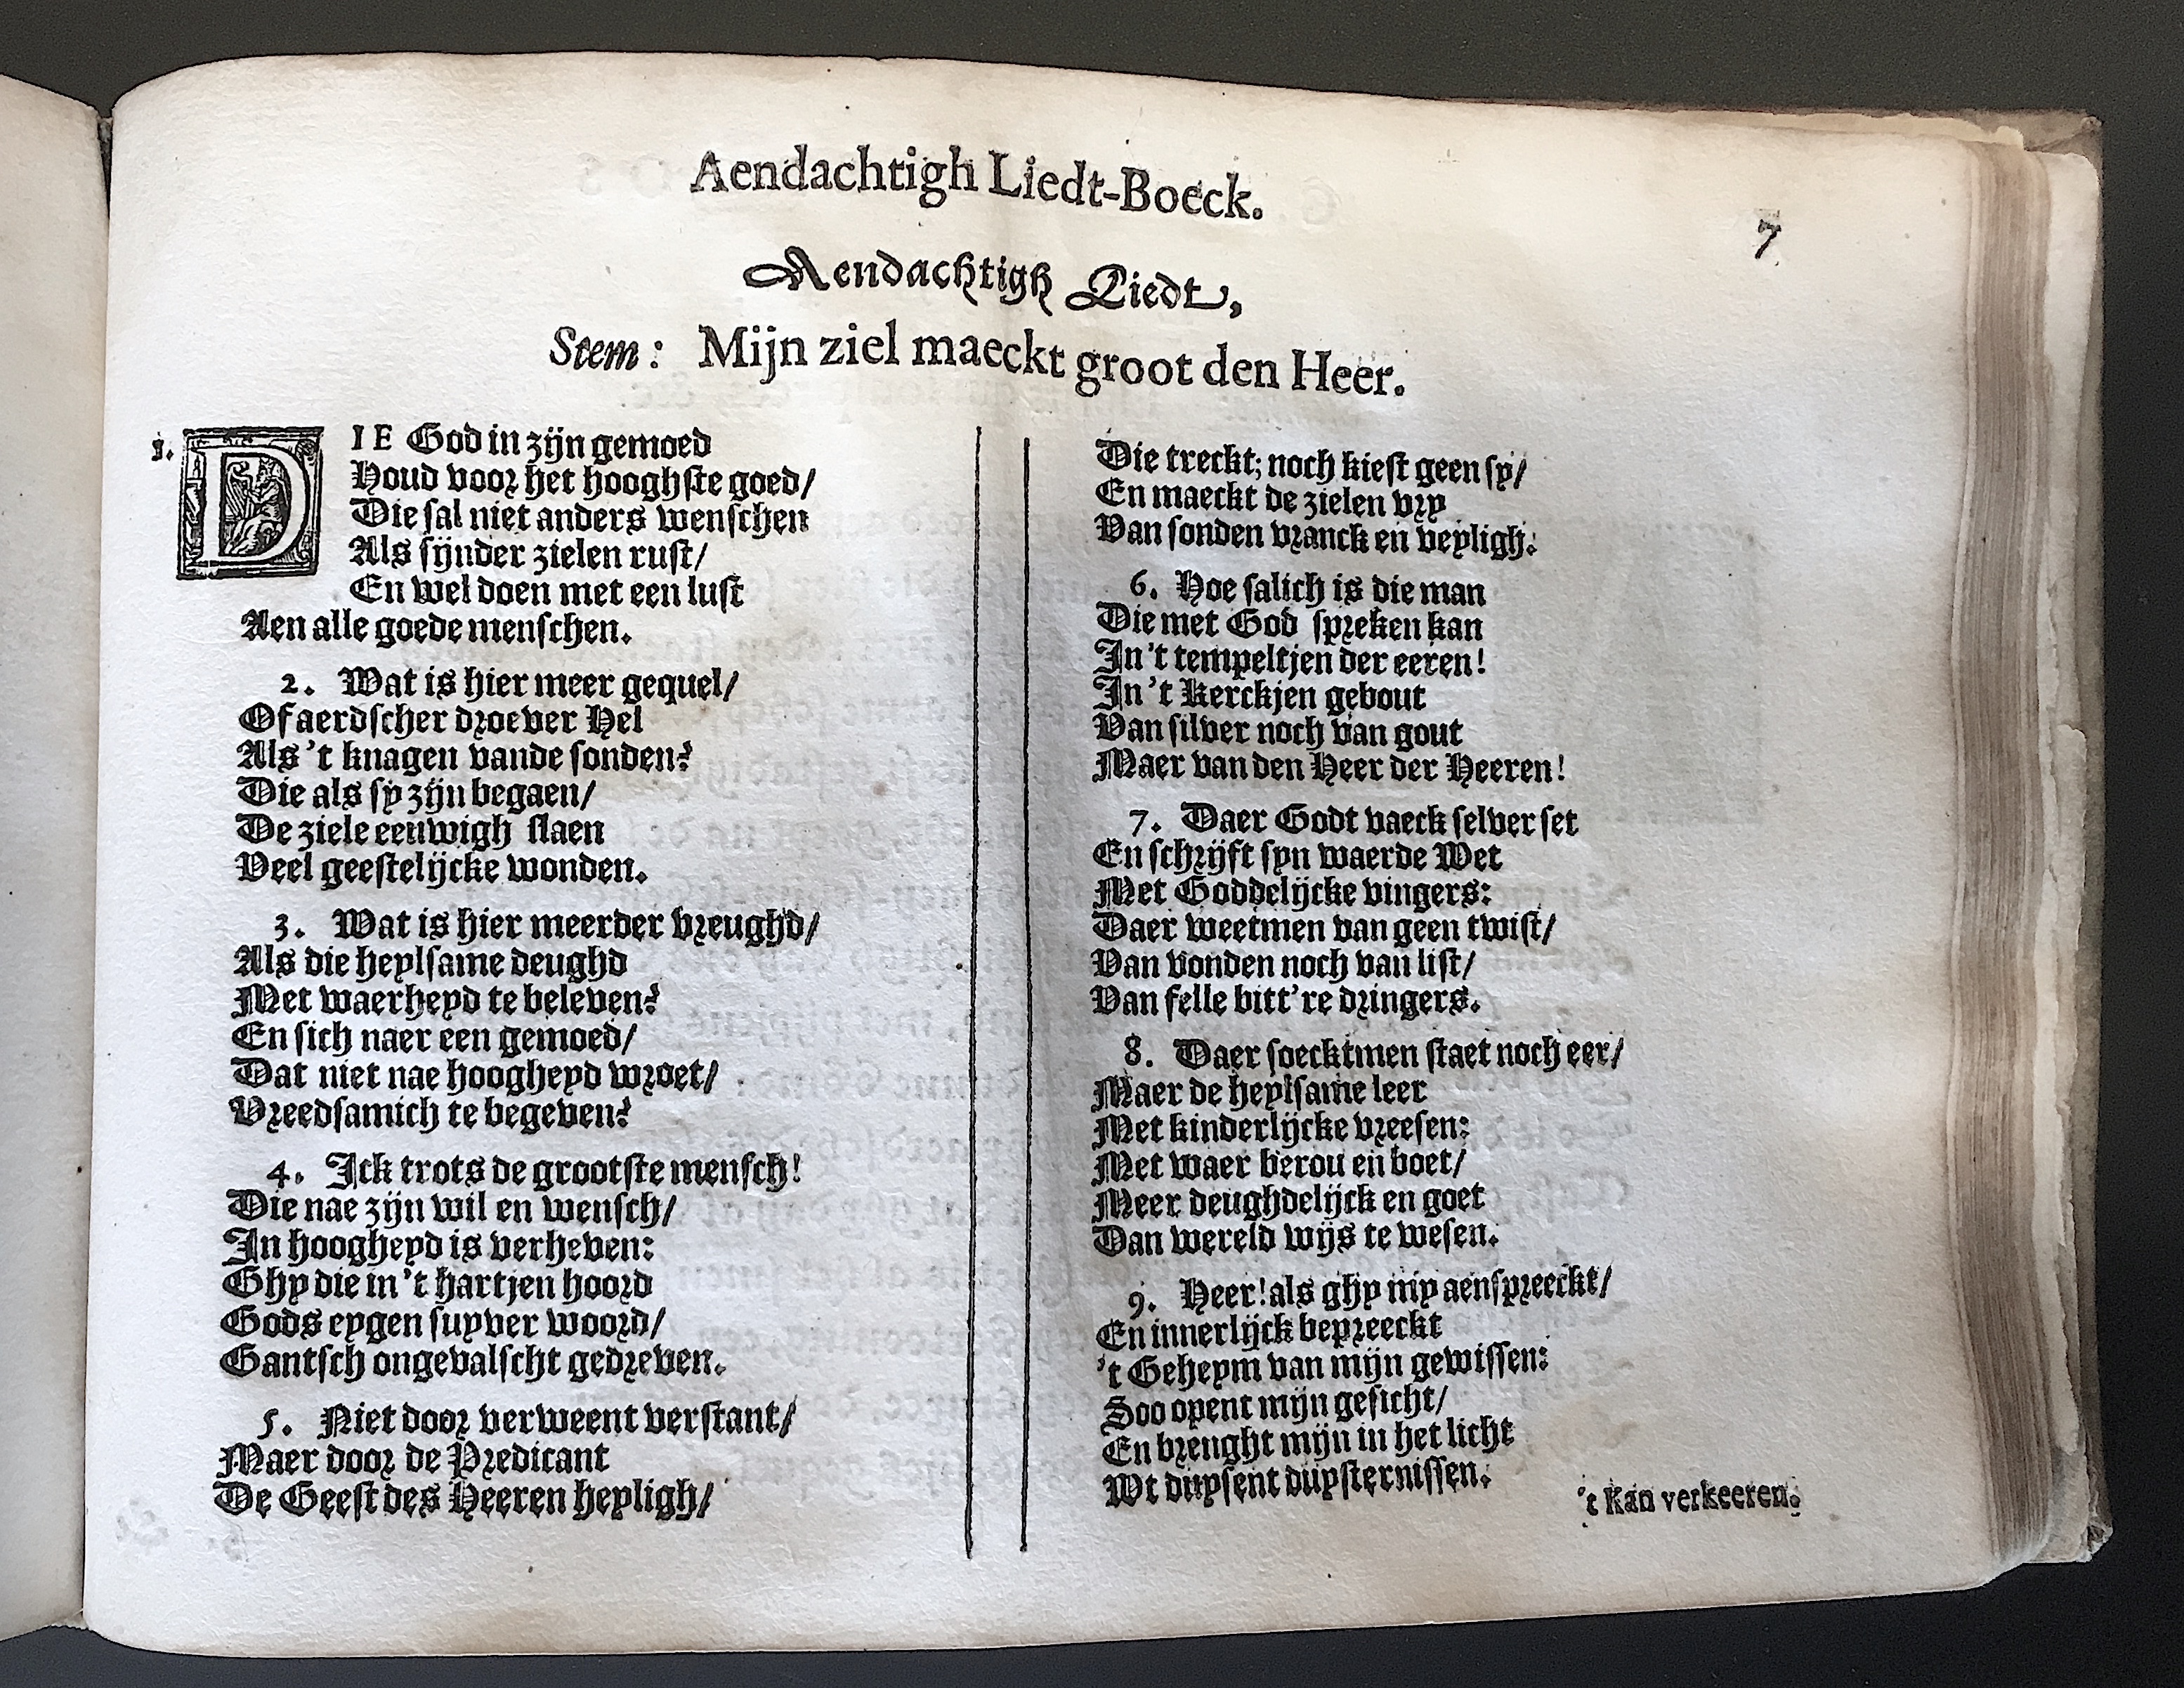 Aendachtigh Liedt-Boeck.
7
Aendachtigh Liedt,
Stem: Mijn ziel maeckt groot den Heer.
1. DIE God in zijn gemoed
Houd voor het hooghste goed/
Die sal niet anders wenschen
Als sijnder zielen rust/
En wel doen met een lust
Aen alle goede menschen.
2. Wat is hier meer gequel/
Of aerdscher droever Hel
Als 't knagen vande sonden?
Die als sy zijn begaen/
De ziele eeuwigh slaen
Veel geestelijcke wonden.
3. Wat is hier meerder vreughd/
Als die heylsame deughd
Met waerheyd te beleven?
En sich naer een gemoed/
Dat niet nae hoogheyd wroet/
Vreedsamich te begeven?
4. Ick trots de grootste mensch!
Die nae zijn wil en wensch/
In hoogheyd is verheven:
Ghy die in 't hartjen hoord
Gods eygen suyver woord/
Gantsch ongevalscht gedreven.
5. Niet door verweent verstant/
Maer door de Predicant
De Geest des Heeren heyligh/
Die treckt; noch kiest geen sy/
En maeckt de zielen vry
Van sonden vranck en veyligh.
6. Hoe salich is die man
Die met God spreken kan
In 't tempeltjen der eeren!
In 't Kerckjen gebout
Van silver noch van gout
Maer van den Heer der Heeren!
7. Daer Godt vaeck selver set
En schrijft syn waerde Wet
Met Goddelijcke vingers:
Daer weetmen van geen twist/
Van vonden noch van list/
Van felle bitt're dringers.
8. Daer soecktmen staet noch eer/
Maer de heylsame leer
Met kinderlijcke vreesen:
Met waer berou en boet/
Meer deughdelijck en goet
Dan wereld wijs te wesen.
9. Heer! als ghy my aenspreeckt/
En innerlijck bepreeckt
't Geheym van mijn gewissen:
Soo opent mijn gesicht/
En brenght mijn in het licht
Wt duysent duysternissen.
't Kan verkeeren.